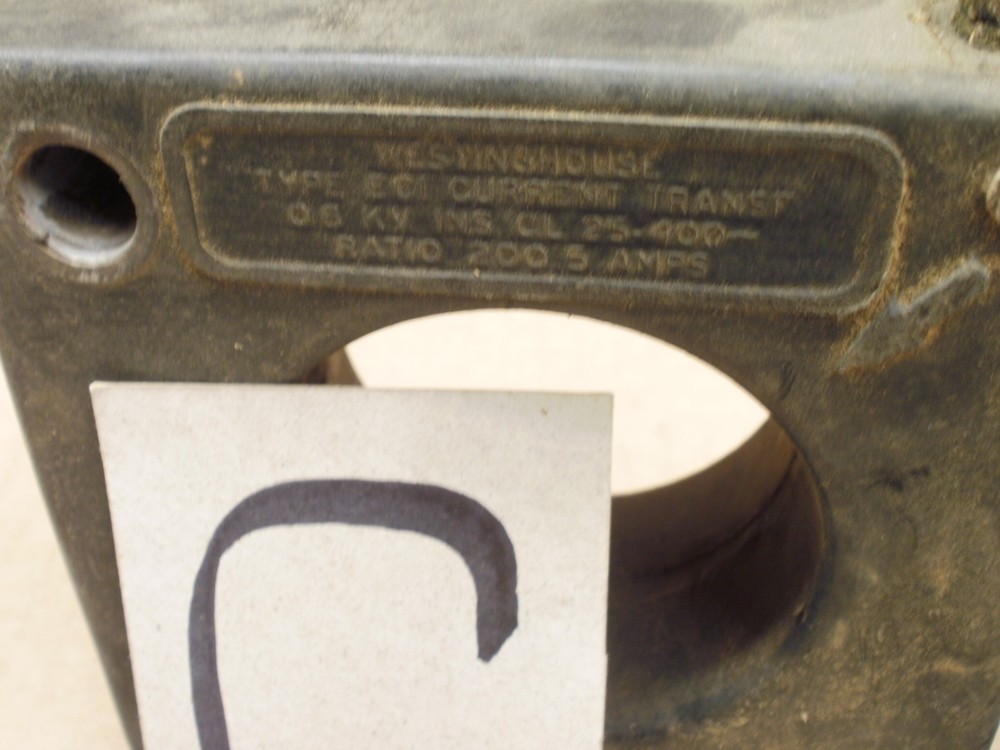 WESTINGHOUSE
TYPE ECI CURRENT TRANSF
0.6 KV. INS. CL. 25-400~
RATIO 200:5 AMPS
C